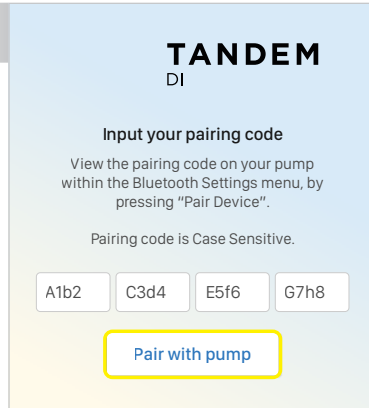 TANDEM
DI
Input your pairing code
View the pairing code on your pump
within the Bluetooth Settings menu, by
pressing “Pair Device”.
Pairing code is Case Sensitive.
A1b2 C3d4 E5f6 G7h8
Pair with pump